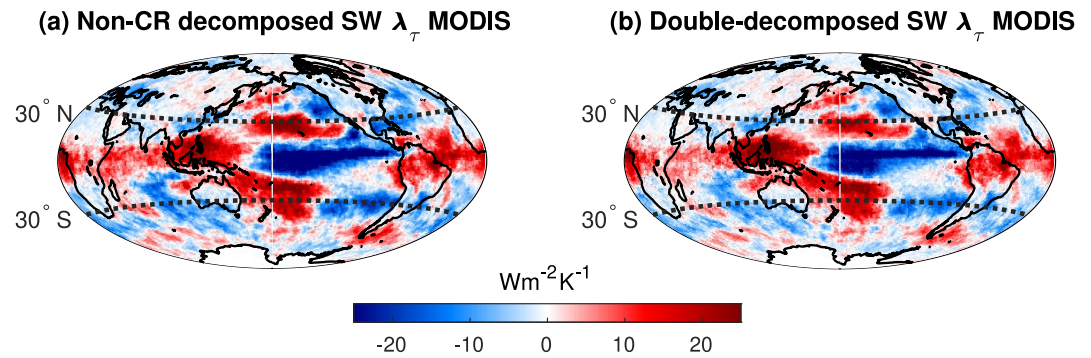 (a) Non-CR decomposed SW λτ MODIS
(b) Double-decomposed SW λτ MODIS
30° N
30° S
30° N
30° S
Wm⁻²K⁻¹
-20 -10 0 10 20